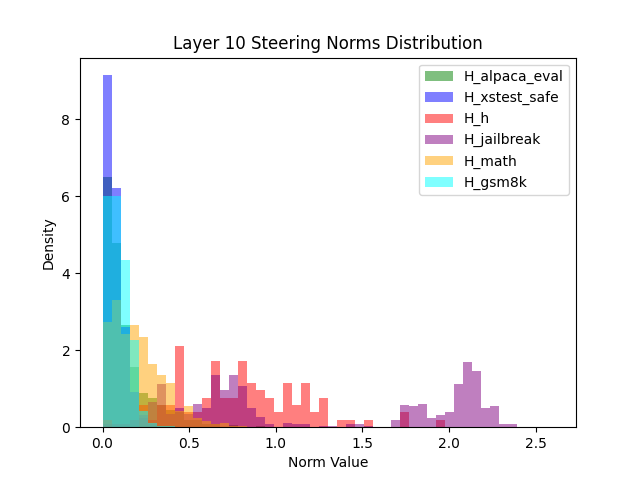 Layer 10 Steering Norms Distribution
H_alpaca_eval
H_xstest_safe
H_h
H_jailbreak
H_math
H_gsm8k
Density
8
6
4
2
0
0.0 0.5 1.0 1.5 2.0 2.5
Norm Value